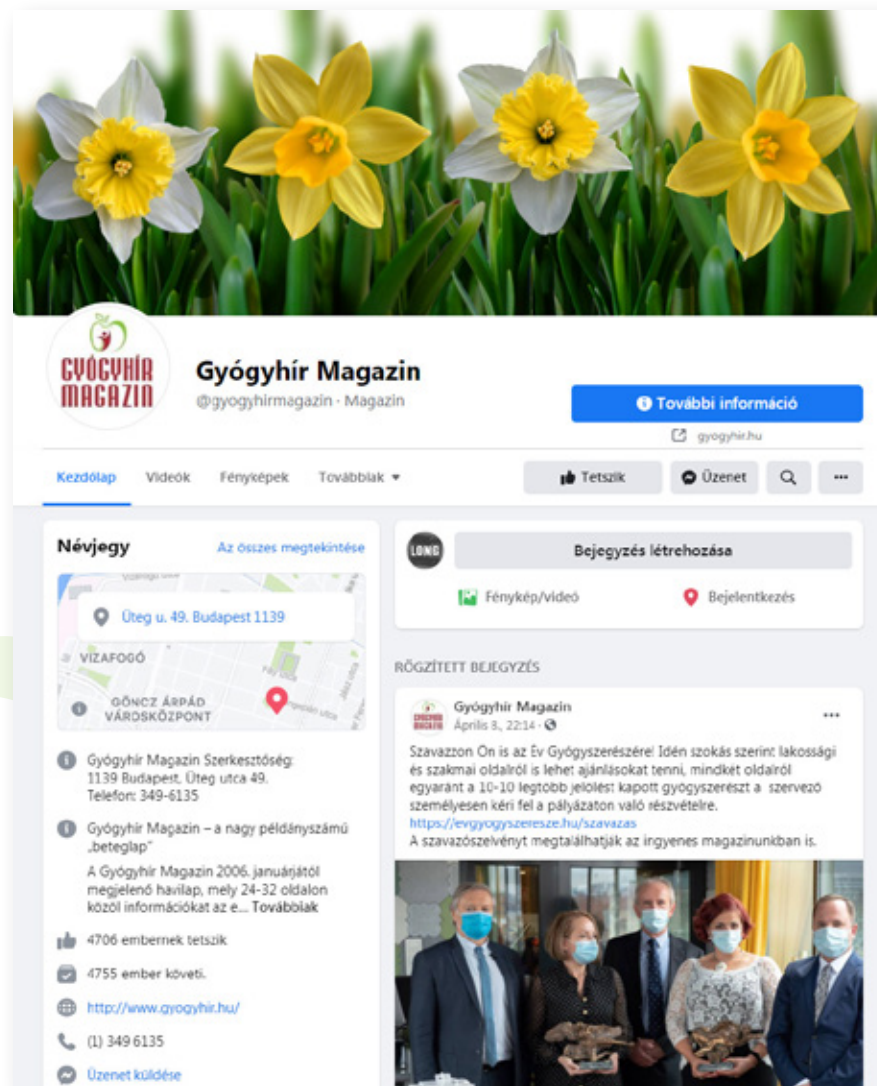 GYÓGYHÍR
MAGAZIN
Gyógyhír Magazin
@gyogyhirmagazin · Magazin
További információ
gyogyhir.hu
Kezdőlap
Videók
Fényképek
Továbbiak
Tetszik
Üzenet
Névjegy
Az összes megtekintése
Üteg u. 49. Budapest 1139
VIZAFOGÓ
GÖNCZ ÁRPÁD
VÁROSKÖZPONT
Gyógyhír Magazin Szerkesztőség:
1139 Budapest, Üteg utca 49.
Telefon: 349-6135
Gyógyhír Magazin – a nagy példányszámú
„beteglap"
A Gyógyhír Magazin 2006. januárjától
megjelenő havilap, mely 24-32 oldalon
közöl információkat az e... Továbbiak
4706 embernek tetszik
4755 ember követi.
http://www.gyogyhir.hu/
(1) 349 6135
Üzenet küldése
LONG
Bejegyzés létrehozása
Fénykép/videó
Bejelentkezés
RÖGZÍTETT BEJEGYZÉS
Gyógyhír Magazin
Április 8., 22:14 ·
Szavazzon Ön is az Év Gyógyszerészére! Idén szokás szerint lakossági
és szakmai oldalról is lehet ajánlásokat tenni, mindkét oldalról
egyaránt a 10-10 legtöbb jelölést kapott gyógyszerészt a szervező
személyesen kéri fel a pályázaton való részvételre.
https://evgyogyszeresze.hu/szavazas
A szavazószelvényt megtalálhatják az ingyenes magazinunkban is.